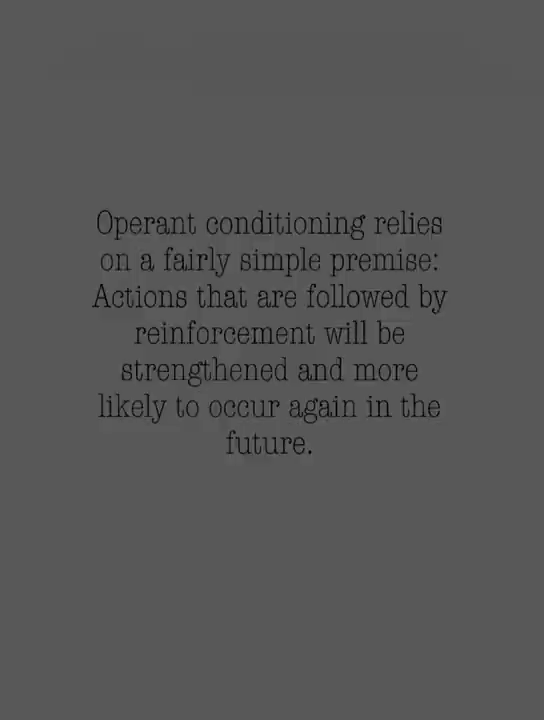 Operant conditioning relies
on a fairly simple premise:
Actions that are followed by
reinforcement will be
strengthened and more
likely to occur again in the
future.